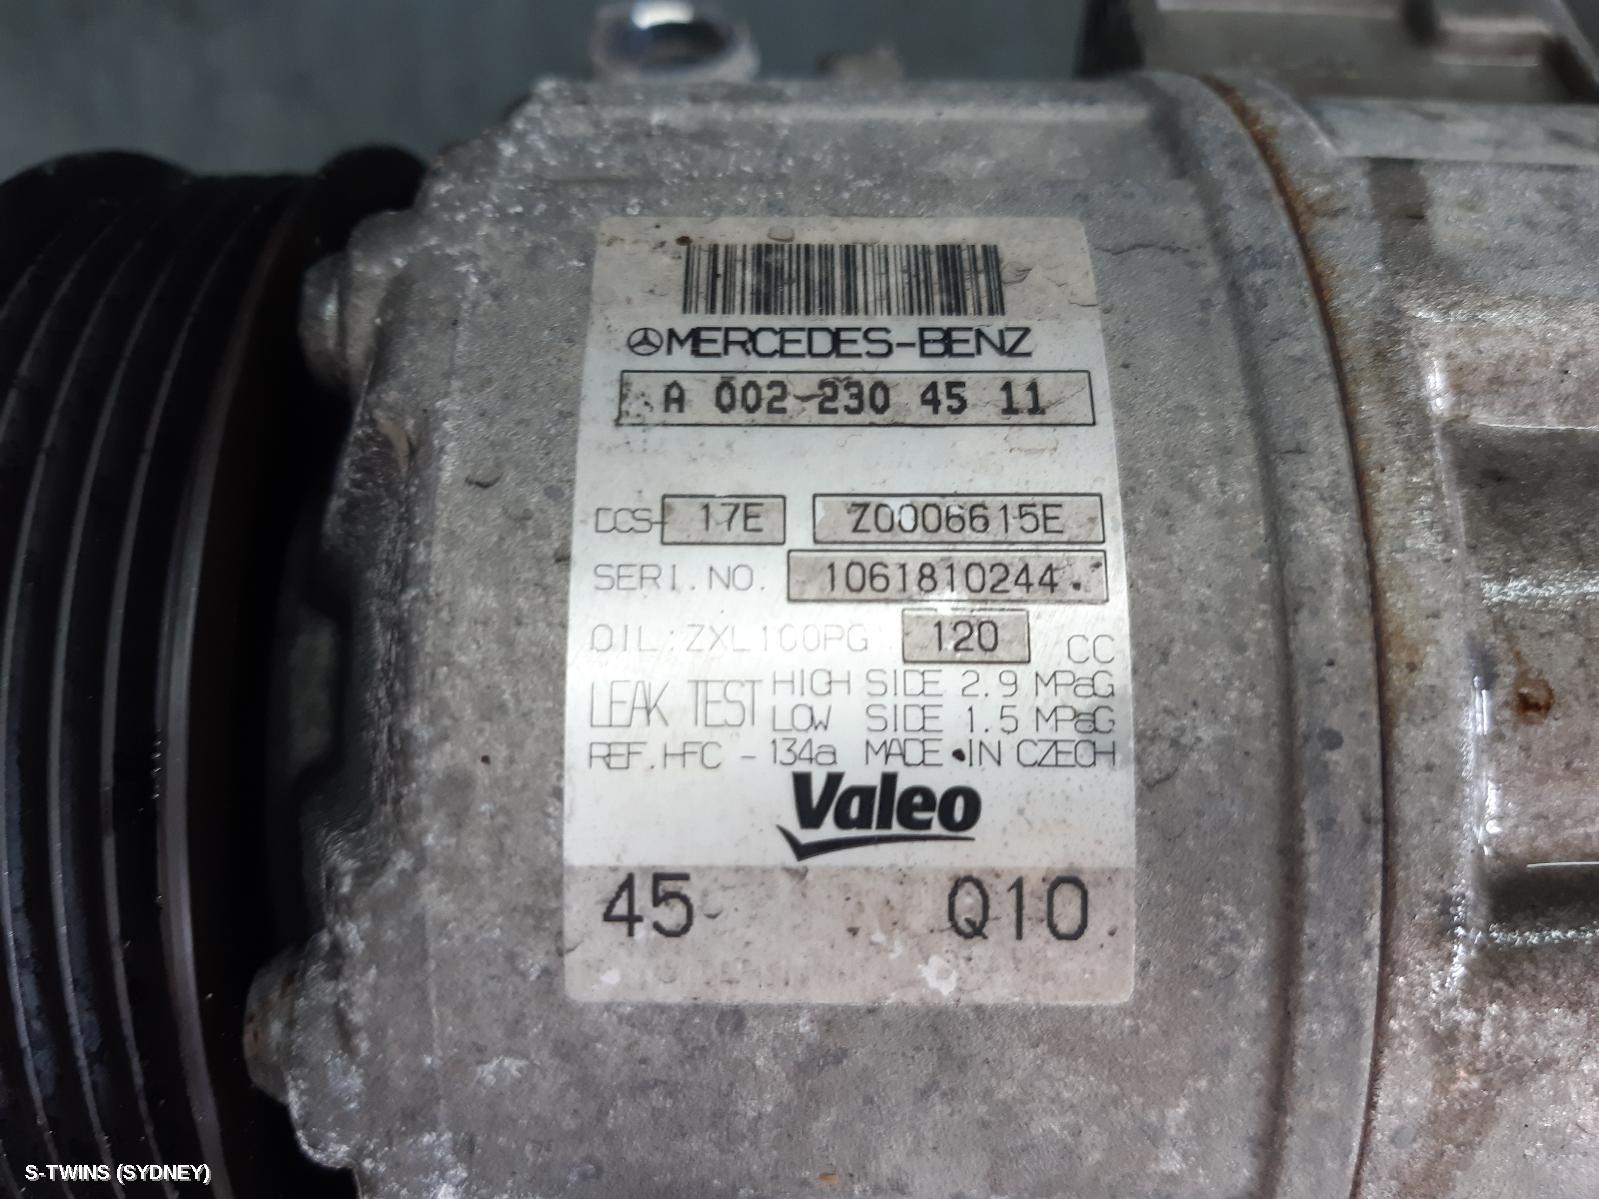 MERCEDES-BENZ
A 002 230 45 11
DCS- 17E Z0006615E
SERI.NO. 1061810244.
OIL:ZXL100PG 120 CC
LEAK TEST HIGH SIDE 2.9 MPaG
LOW SIDE 1.5 MPaG
REF.HFC - 134a MADE IN CZECH
Valeo
45 Q10
S-TWINS (SYDNEY)